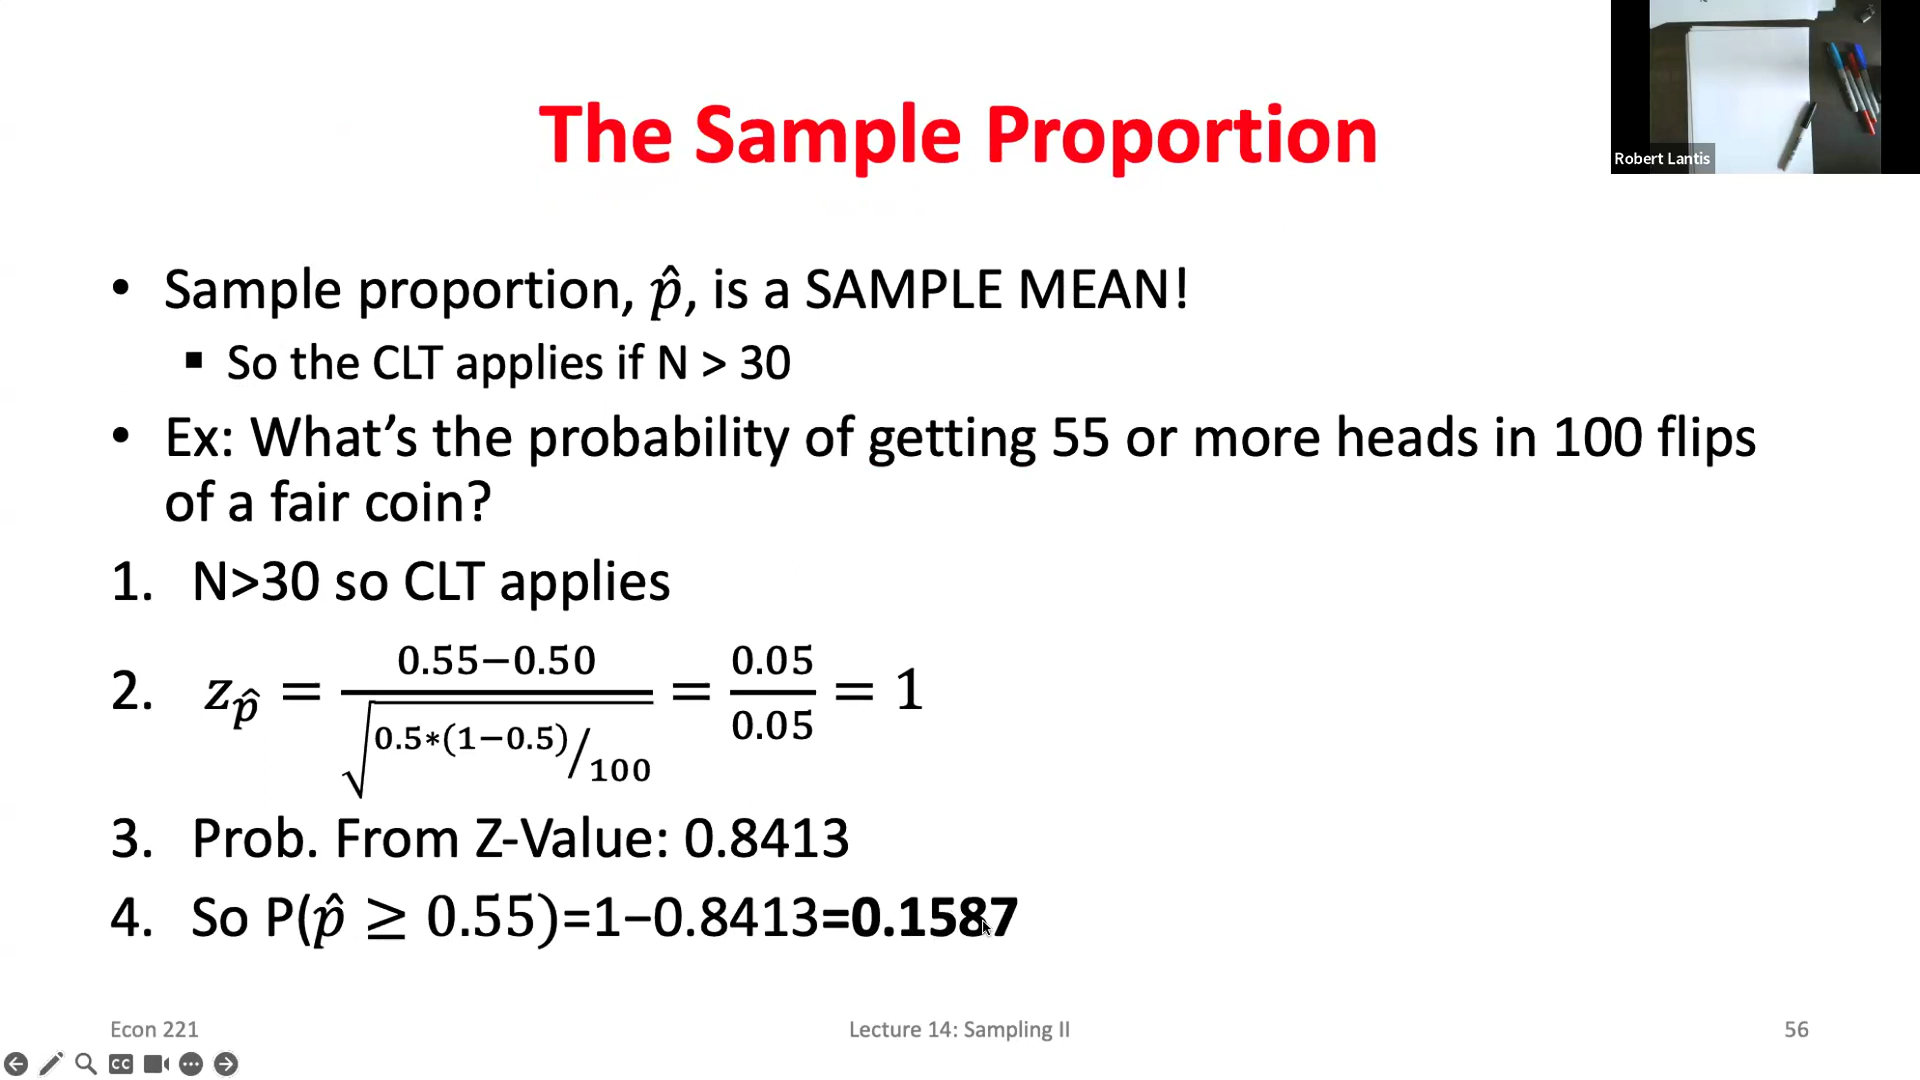 The Sample Proportion
Robert Lantis
• Sample proportion, p̂, is a SAMPLE MEAN!
▪ So the CLT applies if N > 30
• Ex: What’s the probability of getting 55 or more heads in 100 flips
of a fair coin?
1. N>30 so CLT applies
2. z_p̂ = (0.55−0.50)/√(0.5*(1−0.5)/100) = 0.05/0.05 = 1
3. Prob. From Z-Value: 0.8413
4. So P(p̂ ≥ 0.55)=1−0.8413=0.1587
Econ 221
Lecture 14: Sampling II
56
CC